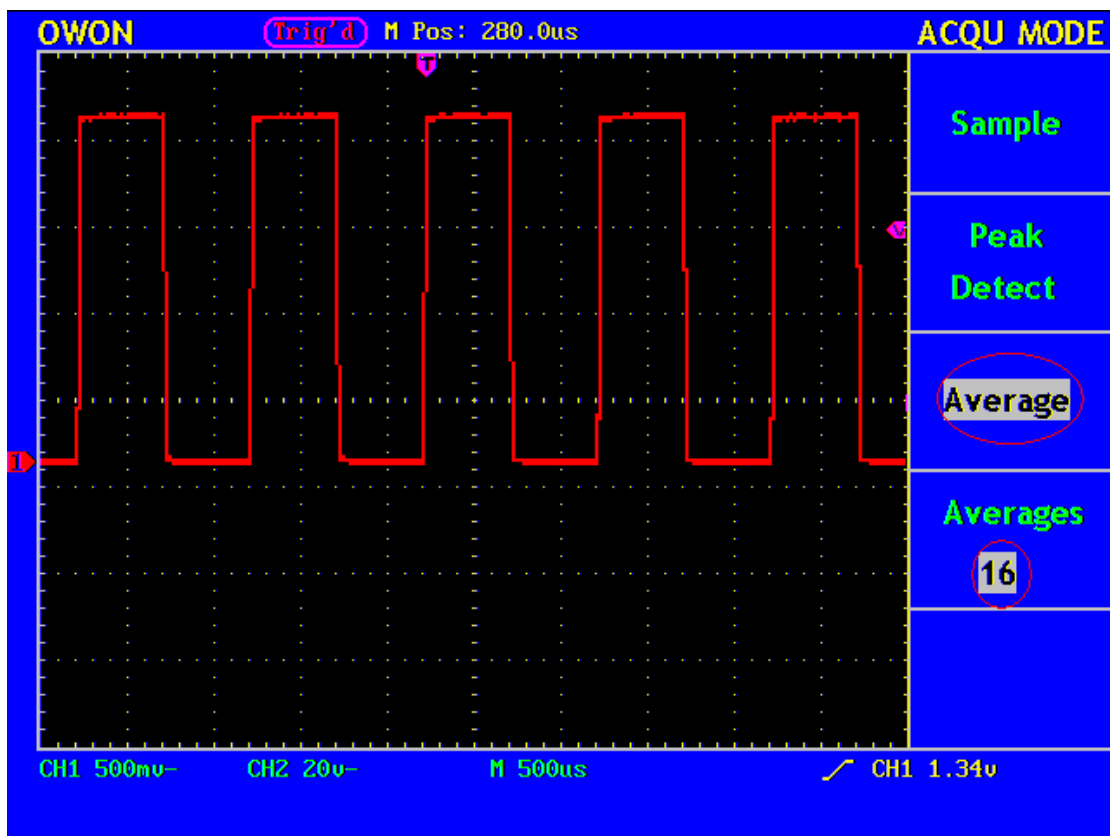 OWON Trig'd M Pos: 280.0us ACQU MODE
T
Sample
Peak
Detect
V
Average
1
Averages
16
CH1 500mv- CH2 20v- M 500us CH1 1.34v